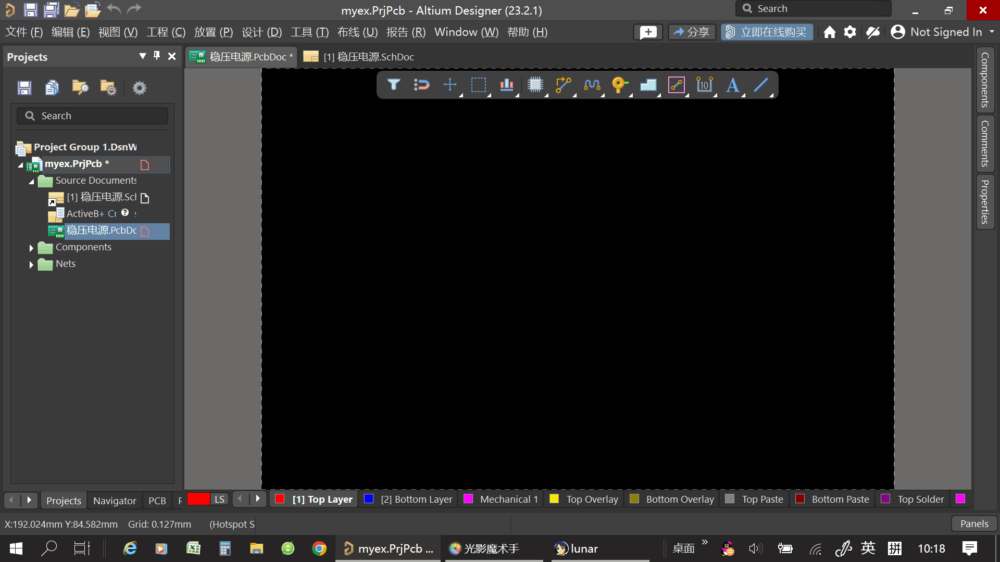 myex.PrjPcb - Altium Designer (23.2.1)
Search
文件 (F) 编辑 (E) 视图 (V) 工程 (C) 放置 (P) 设计 (D) 工具 (T) 布线 (U) 报告 (R) Window (W) 帮助 (H)
分享
立即在线购买
Not Signed In
Projects
稳压电源.PcbDoc *
[1] 稳压电源.SchDoc
Search
Project Group 1.DsnW
myex.PrjPcb *
Source Documents
[1] 稳压电源.Scl
ActiveB+ Cr
稳压电源.PcbDc
Components
Nets
10
A
Components
Comments
Properties
Projects
Navigator
PCB
LS
[1] Top Layer
[2] Bottom Layer
Mechanical 1
Top Overlay
Bottom Overlay
Top Paste
Bottom Paste
Top Solder
X:192.024mm Y:84.582mm Grid: 0.127mm (Hotspot S
Panels
myex.PrjPcb ...
光影魔术手
lunar
桌面
英
拼
10:18